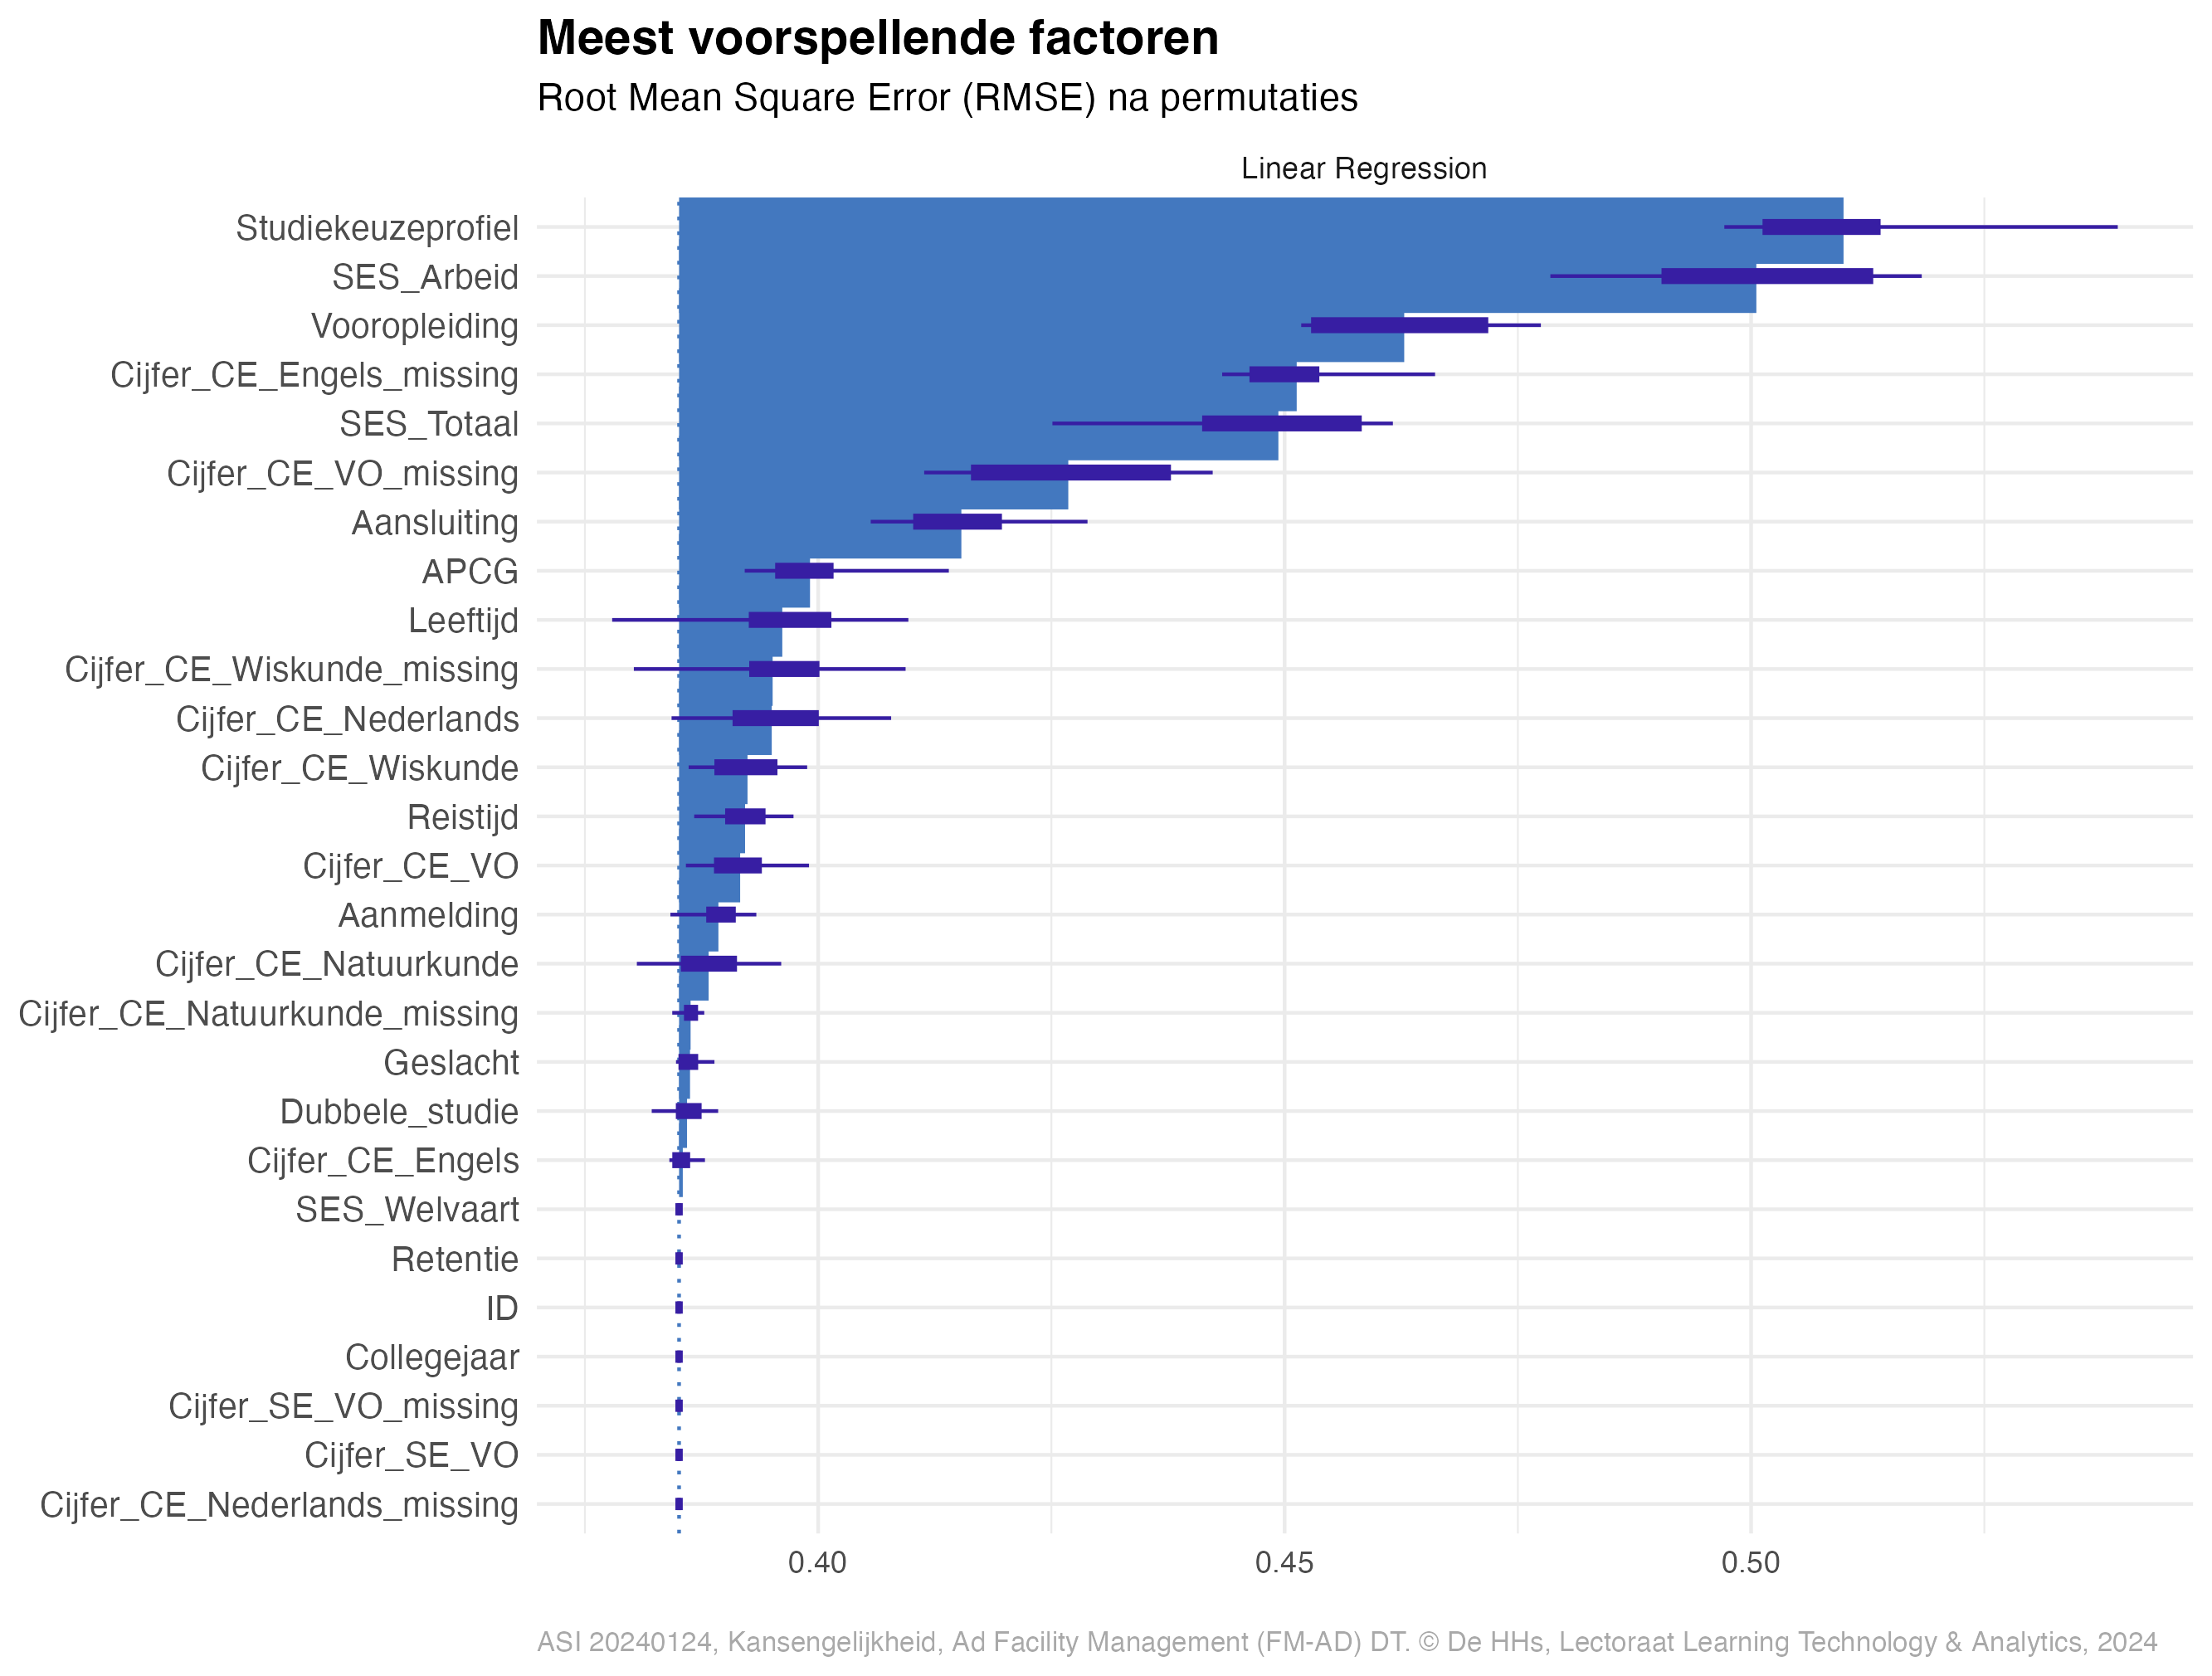 Meest voorspellende factoren
Root Mean Square Error (RMSE) na permutaties
Linear Regression
Studiekeuzeprofiel
SES_Arbeid
Vooropleiding
Cijfer_CE_Engels_missing
SES_Totaal
Cijfer_CE_VO_missing
Aansluiting
APCG
Leeftijd
Cijfer_CE_Wiskunde_missing
Cijfer_CE_Nederlands
Cijfer_CE_Wiskunde
Reistijd
Cijfer_CE_VO
Aanmelding
Cijfer_CE_Natuurkunde
Cijfer_CE_Natuurkunde_missing
Geslacht
Dubbele_studie
Cijfer_CE_Engels
SES_Welvaart
Retentie
ID
Collegejaar
Cijfer_SE_VO_missing
Cijfer_SE_VO
Cijfer_CE_Nederlands_missing
0.40 0.45 0.50
ASI 20240124, Kansengelijkheid, Ad Facility Management (FM-AD) DT. © De HHs, Lectoraat Learning Technology & Analytics, 2024